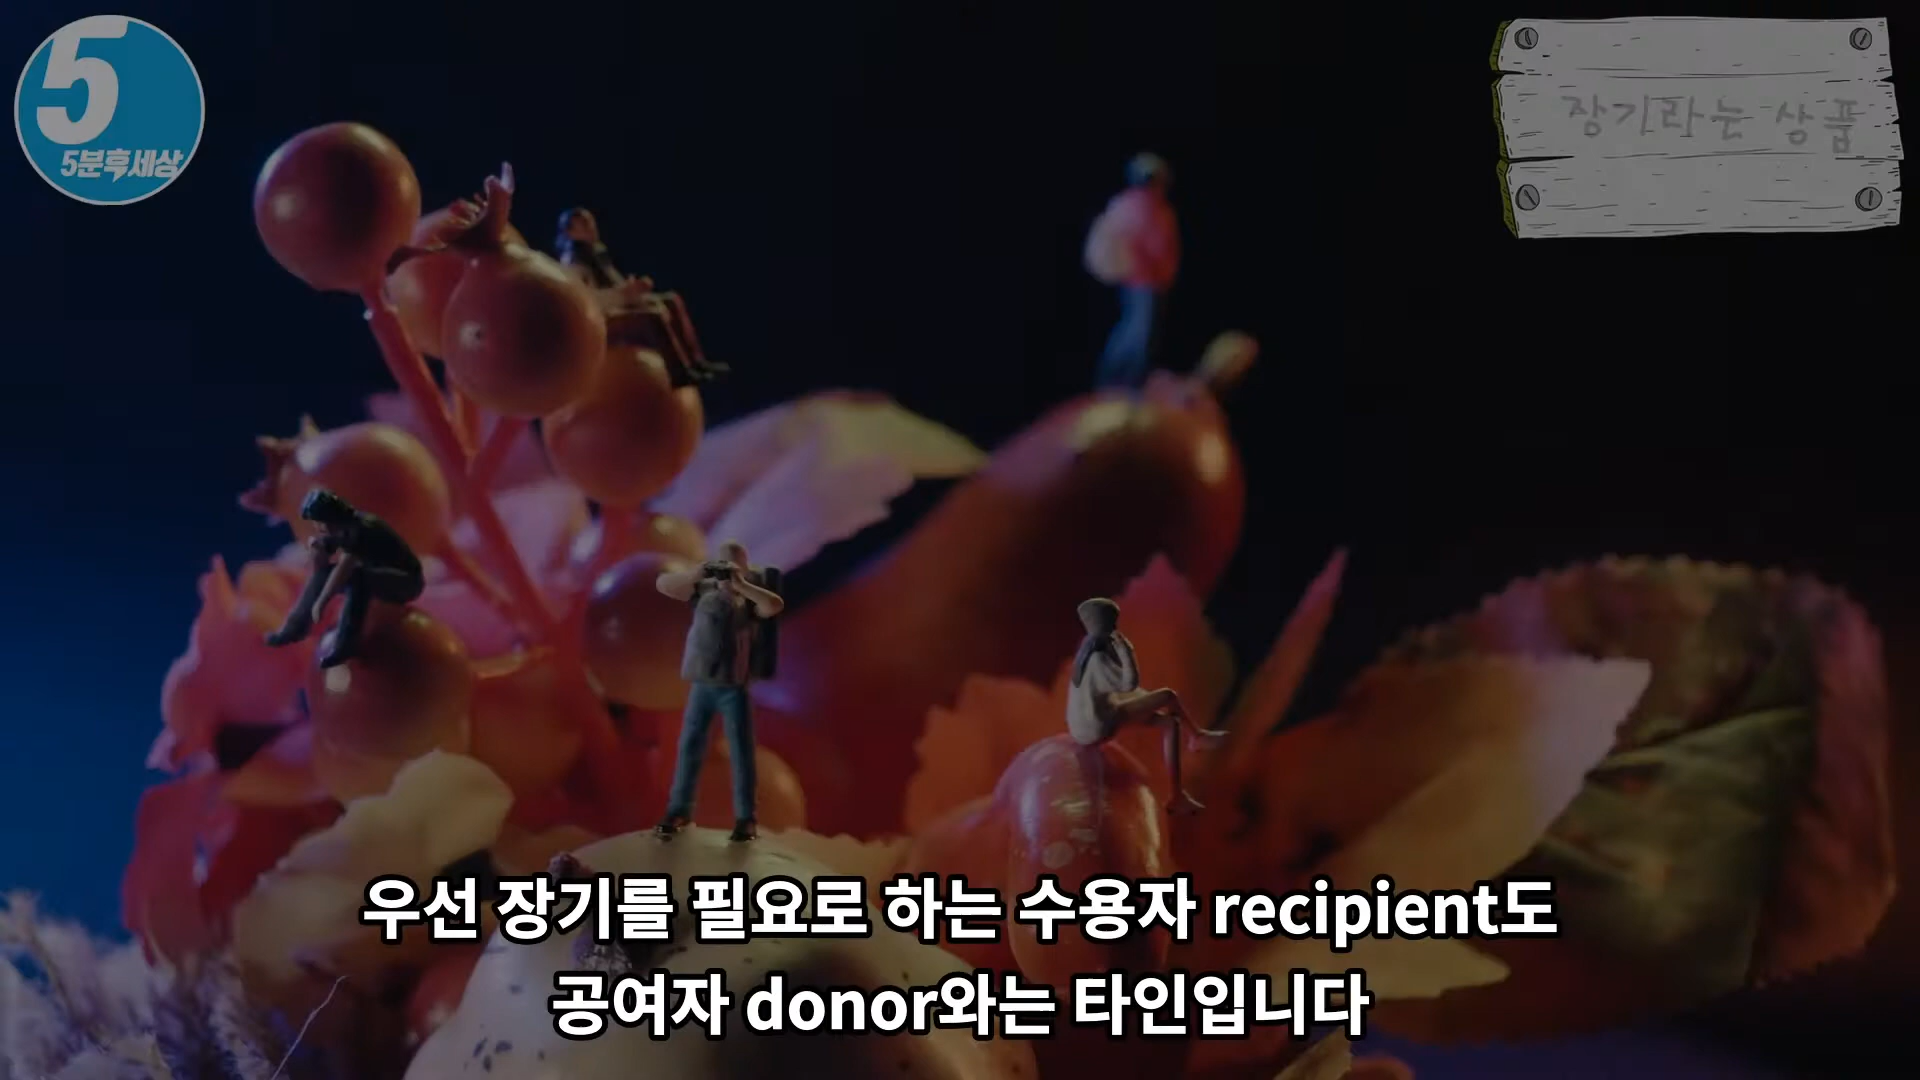 5
5분후세상
장기라는 상품
우선 장기를 필요로 하는 수용자 recipient도
공여자 donor와는 타인입니다